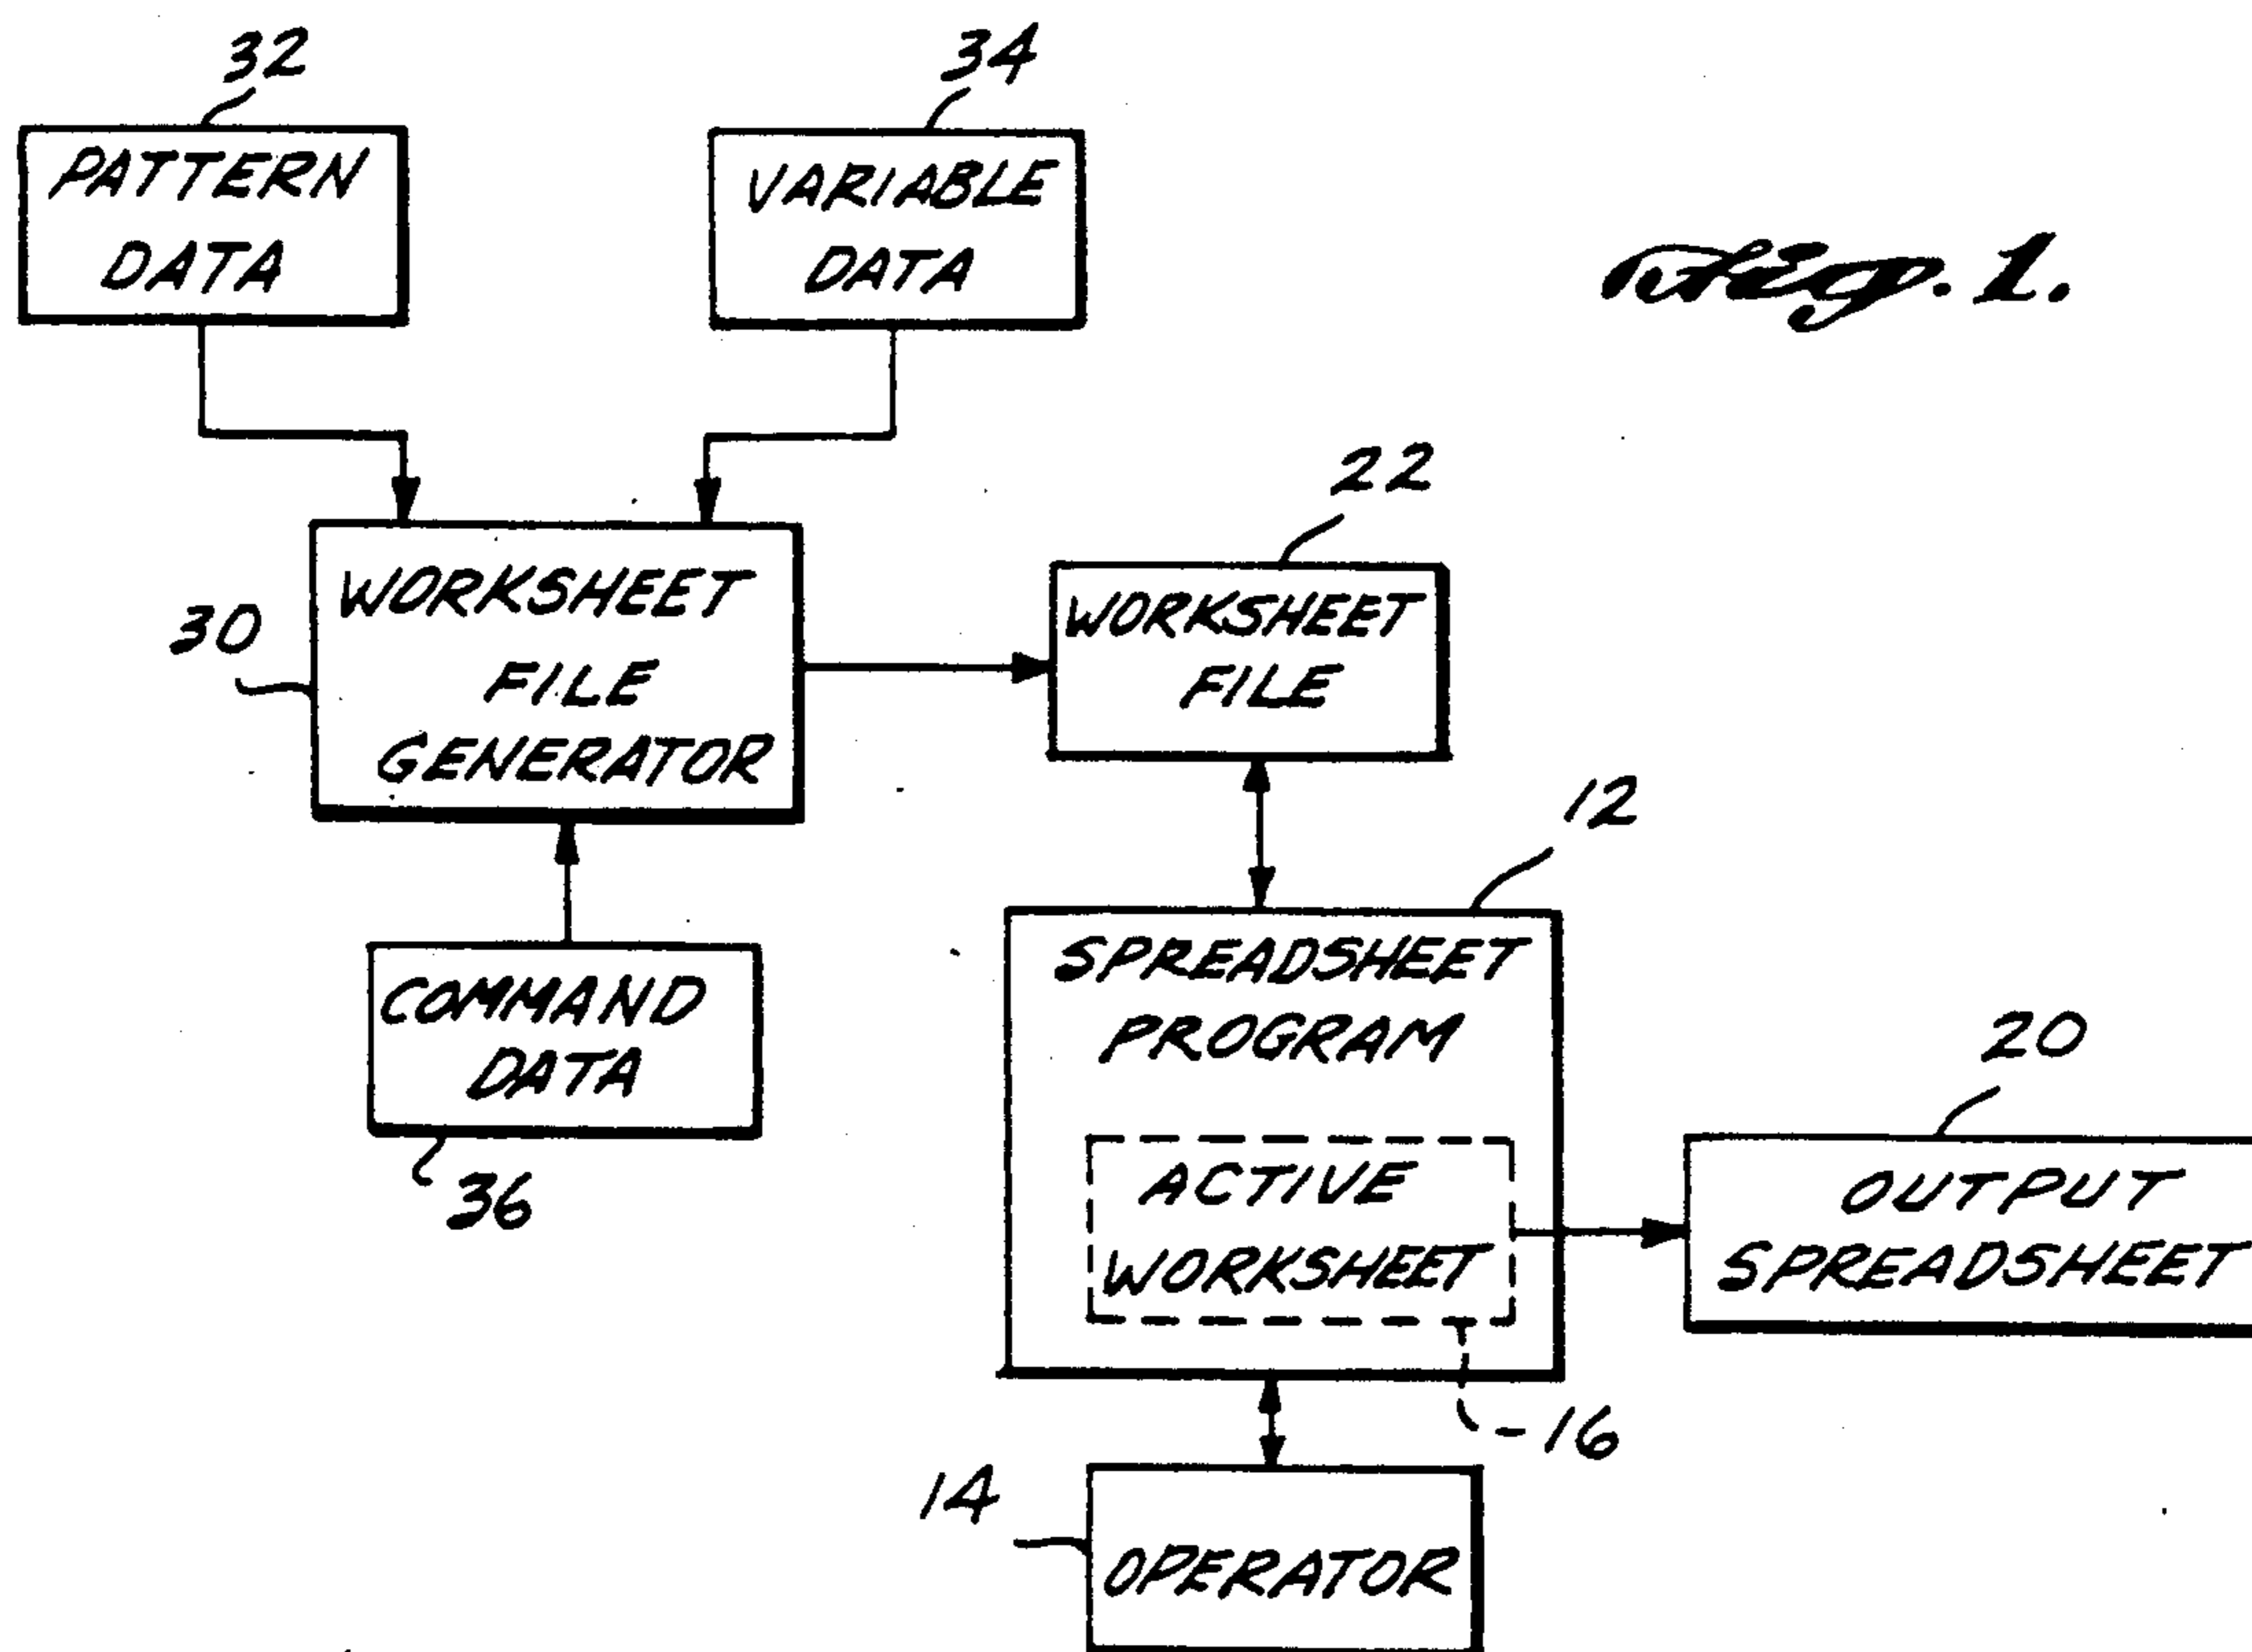 32
34
PATTERN
DATA
VARIABLE
DATA
Fig. 1.
22
30
WORKSHEET
FILE
GENERATOR
WORKSHEET
FILE
12
COMMAND
DATA
36
SPREADSHEET
PROGRAM
ACTIVE
WORKSHEET
20
OUTPUT
SPREADSHEET
16
14
OPERATOR